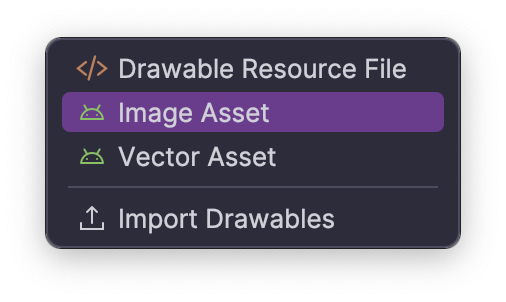 Drawable Resource File
Image Asset
Vector Asset
Import Drawables